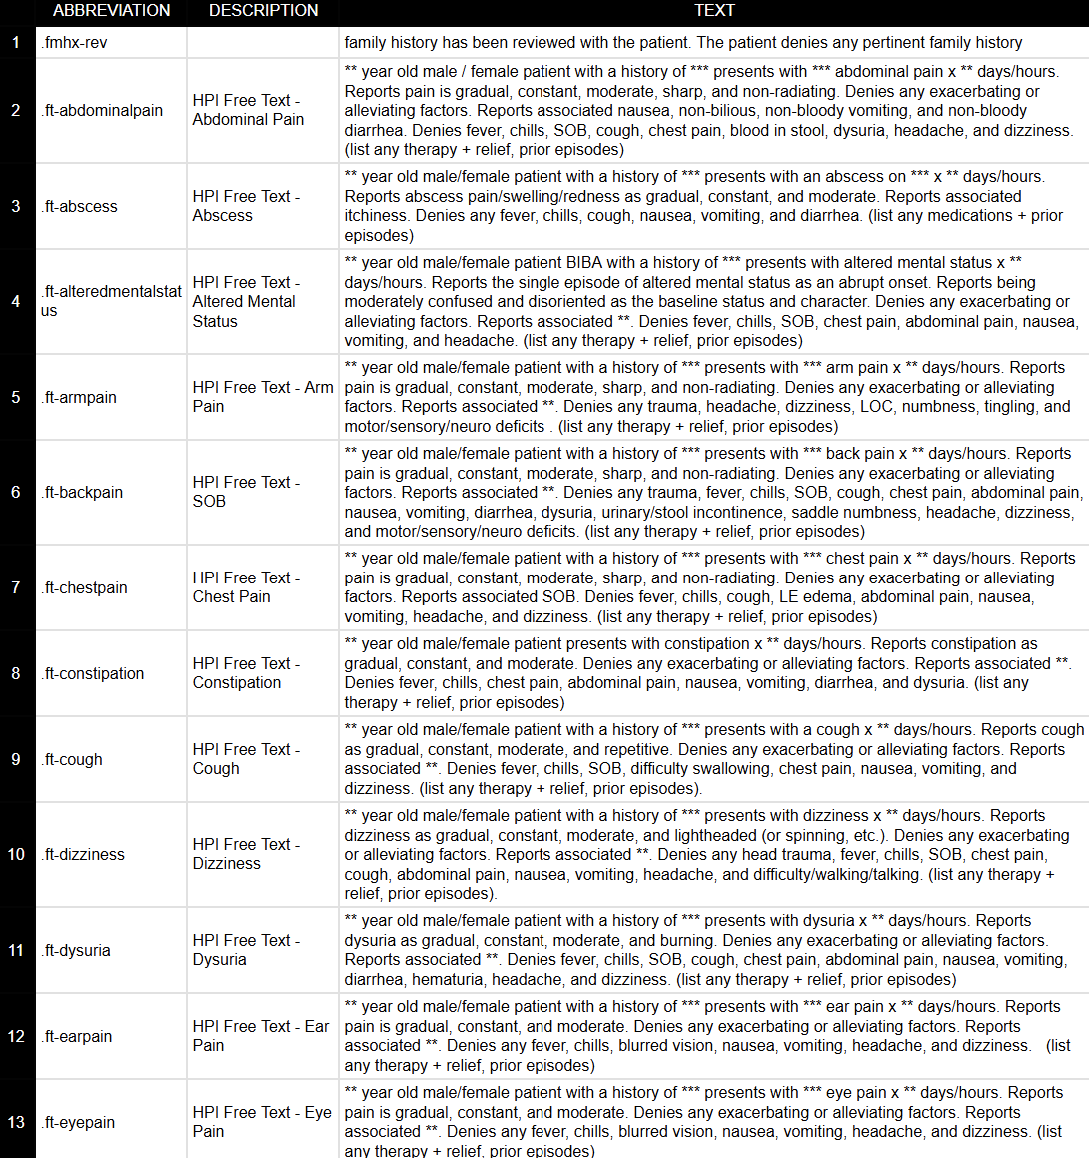 ABBREVIATION DESCRIPTION TEXT
1 .fmhx-rev family history has been reviewed with the patient. The patient denies any pertinent family history
2 .ft-abdominalpain HPI Free Text - Abdominal Pain
** year old male / female patient with a history of *** presents with *** abdominal pain x ** days/hours.
Reports pain is gradual, constant, moderate, sharp, and non-radiating. Denies any exacerbating or
alleviating factors. Reports associated nausea, non-bilious, non-bloody vomiting, and non-bloody
diarrhea. Denies fever, chills, SOB, cough, chest pain, blood in stool, dysuria, headache, and dizziness.
(list any therapy + relief, prior episodes)
3 .ft-abscess HPI Free Text - Abscess
** year old male/female patient with a history of *** presents with an abscess on *** x ** days/hours.
Reports abscess pain/swelling/redness as gradual, constant, and moderate. Reports associated
itchiness. Denies any fever, chills, cough, nausea, vomiting, and diarrhea. (list any medications + prior
episodes)
4 .ft-alteredmentalstatus HPI Free Text - Altered Mental Status
** year old male/female patient BIBA with a history of *** presents with altered mental status x **
days/hours. Reports the single episode of altered mental status as an abrupt onset. Reports being
moderately confused and disoriented as the baseline status and character. Denies any exacerbating or
alleviating factors. Reports associated **. Denies fever, chills, SOB, chest pain, abdominal pain, nausea,
vomiting, and headache. (list any therapy + relief, prior episodes)
5 .ft-armpain HPI Free Text - Arm Pain
** year old male/female patient with a history of *** presents with *** arm pain x ** days/hours. Reports
pain is gradual, constant, moderate, sharp, and non-radiating. Denies any exacerbating or alleviating
factors. Reports associated **. Denies any trauma, headache, dizziness, LOC, numbness, tingling, and
motor/sensory/neuro deficits . (list any therapy + relief, prior episodes)
6 .ft-backpain HPI Free Text - SOB
** year old male/female patient with a history of *** presents with *** back pain x ** days/hours. Reports
pain is gradual, constant, moderate, sharp, and non-radiating. Denies any exacerbating or alleviating
factors. Reports associated **. Denies any trauma, fever, chills, SOB, cough, chest pain, abdominal pain,
nausea, vomiting, diarrhea, dysuria, urinary/stool incontinence, saddle numbness, headache, dizziness,
and motor/sensory/neuro deficits. (list any therapy + relief, prior episodes)
7 .ft-chestpain HPI Free Text - Chest Pain
** year old male/female patient with a history of *** presents with *** chest pain x ** days/hours. Reports
pain is gradual, constant, moderate, sharp, and non-radiating. Denies any exacerbating or alleviating
factors. Reports associated SOB. Denies fever, chills, cough, LE edema, abdominal pain, nausea,
vomiting, headache, and dizziness. (list any therapy + relief, prior episodes)
8 .ft-constipation HPI Free Text - Constipation
** year old male/female patient presents with constipation x ** days/hours. Reports constipation as
gradual, constant, and moderate. Denies any exacerbating or alleviating factors. Reports associated **.
Denies fever, chills, chest pain, abdominal pain, nausea, vomiting, diarrhea, and dysuria. (list any
therapy + relief, prior episodes)
9 .ft-cough HPI Free Text - Cough
** year old male/female patient with a history of *** presents with a cough x ** days/hours. Reports cough
as gradual, constant, moderate, and repetitive. Denies any exacerbating or alleviating factors. Reports
associated **. Denies fever, chills, SOB, difficulty swallowing, chest pain, nausea, vomiting, and
dizziness. (list any therapy + relief, prior episodes).
10 .ft-dizziness HPI Free Text - Dizziness
** year old male/female patient with a history of *** presents with dizziness x ** days/hours. Reports
dizziness as gradual, constant, moderate, and lightheaded (or spinning, etc.). Denies any exacerbating
or alleviating factors. Reports associated **. Denies any head trauma, fever, chills, SOB, chest pain,
cough, abdominal pain, nausea, vomiting, headache, and difficulty/walking/talking. (list any therapy +
relief, prior episodes).
11 .ft-dysuria HPI Free Text - Dysuria
** year old male/female patient with a history of *** presents with dysuria x ** days/hours. Reports
dysuria as gradual, constant, moderate, and burning. Denies any exacerbating or alleviating factors.
Reports associated **. Denies fever, chills, SOB, cough, chest pain, abdominal pain, nausea, vomiting,
diarrhea, hematuria, headache, and dizziness. (list any therapy + relief, prior episodes)
12 .ft-earpain HPI Free Text - Ear Pain
** year old male/female patient with a history of *** presents with *** ear pain x ** days/hours. Reports
pain is gradual, constant, and moderate. Denies any exacerbating or alleviating factors. Reports
associated **. Denies any fever, chills, blurred vision, nausea, vomiting, headache, and dizziness. (list
any therapy + relief, prior episodes)
13 .ft-eyepain HPI Free Text - Eye Pain
** year old male/female patient with a history of *** presents with *** eye pain x ** days/hours. Reports
pain is gradual, constant, and moderate. Denies any exacerbating or alleviating factors. Reports
associated **. Denies any fever, chills, blurred vision, nausea, vomiting, headache, and dizziness. (list
any therapy + relief, prior episodes)